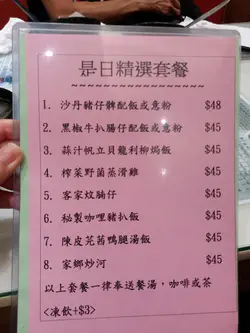 是日精選套餐
~~~~~~~~~~~~~~~~~~~~
1. 沙丹豬仔髀配飯或意粉 $48
2. 黑椒牛扒腸仔配飯或意粉 $45
3. 蒜汁帆立貝龍利柳焗飯 $45
4. 榨菜野菌蒸滑雞 $45
5. 客家炆腩仔 $45
6. 秘製咖哩豬扒飯 $45
7. 陳皮芫茜鴨腿湯飯 $45
8. 家鄉炒河 $45
以上套餐一律奉送餐湯，咖啡或茶
<凍飲+$3>